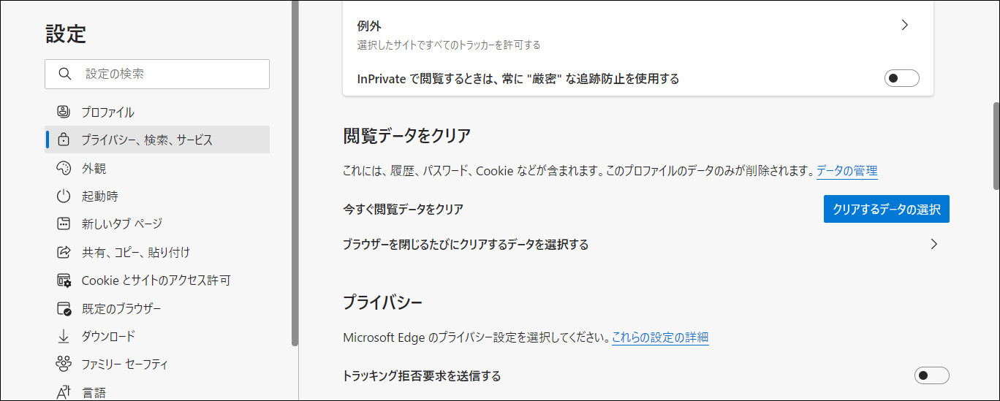 設定
設定の検索
プロファイル
プライバシー、検索、サービス
外観
起動時
新しいタブ ページ
共有、コピー、貼り付け
Cookie とサイトのアクセス許可
既定のブラウザー
ダウンロード
ファミリー セーフティ
言語
例外
選択したサイトですべてのトラッカーを許可する
InPrivate で閲覧するときは、常に "厳密" な追跡防止を使用する
閲覧データをクリア
これには、履歴、パスワード、Cookie などが含まれます。このプロファイルのデータのみが削除されます。データの管理
今すぐ閲覧データをクリア
クリアするデータの選択
ブラウザーを閉じるたびにクリアするデータを選択する
プライバシー
Microsoft Edge のプライバシー設定を選択してください。これらの設定の詳細
トラッキング拒否要求を送信する